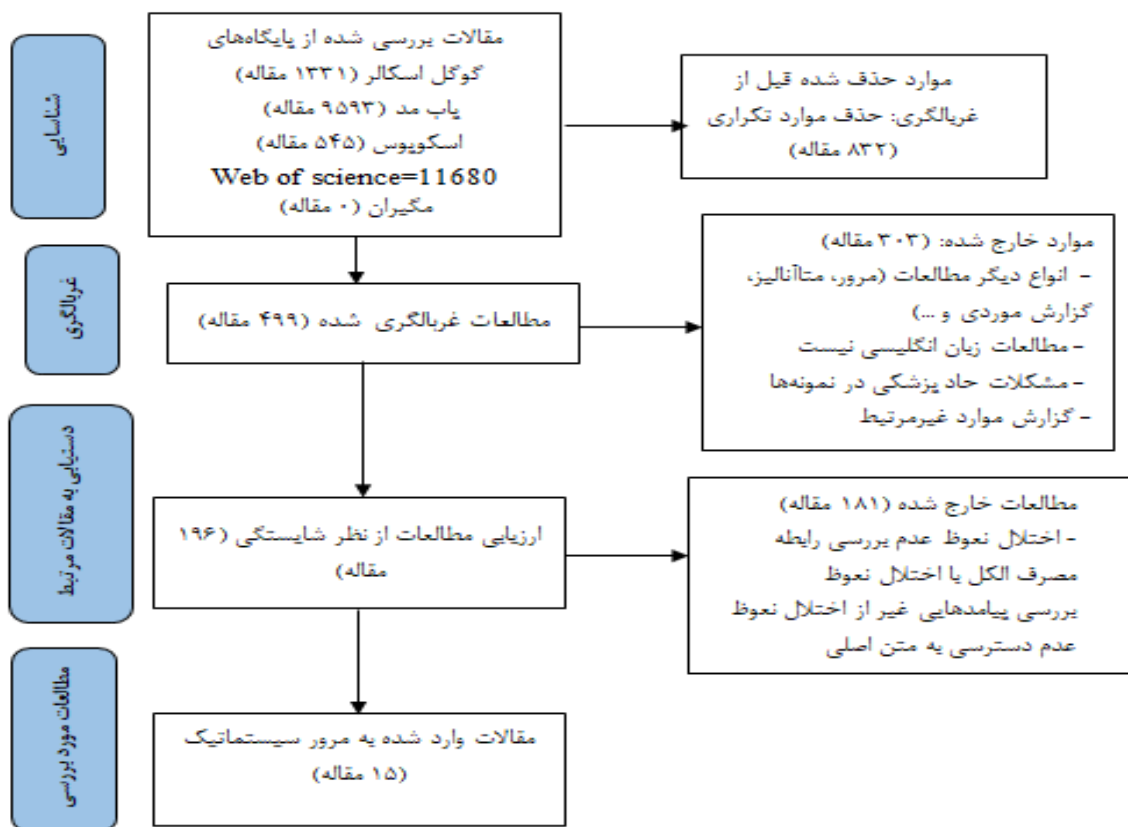 شناسایی
مقالات بررسی شده از پایگاه‌های
گوگل اسکالر (۱۳۳۱ مقاله)
پاب مد (۹۵۹۳ مقاله)
اسکوپوس (۵۴۵ مقاله)
Web of science=11680
مگیران (۰ مقاله)
موارد حذف شده قبل از
غربالگری: حذف موارد تکراری
(۸۳۲ مقاله)
غربالگری
مطالعات غربالگری شده (۴۹۹ مقاله)
موارد خارج شده: (۳۰۳ مقاله)
- انواع دیگر مطالعات (مرور، متاآنالیز،
گزارش موردی و ...)
- مطالعات زبان انگلیسی نیست
- مشکلات حاد پزشکی در نمونه‌ها
- گزارش موارد غیرمرتبط
دستیابی به مقالات مرتبط
ارزیابی مطالعات از نظر شایستگی (۱۹۶
مقاله)
مطالعات خارج شده (۱۸۱ مقاله)
- اختلال نعوظ عدم بررسی رابطه
مصرف الکل با اختلال نعوظ
بررسی پیامدهایی غیر از اختلال نعوظ
عدم دسترسی به متن اصلی
مطالعات مورد بررسی
مقالات وارد شده به مرور سیستماتیک
(۱۵ مقاله)